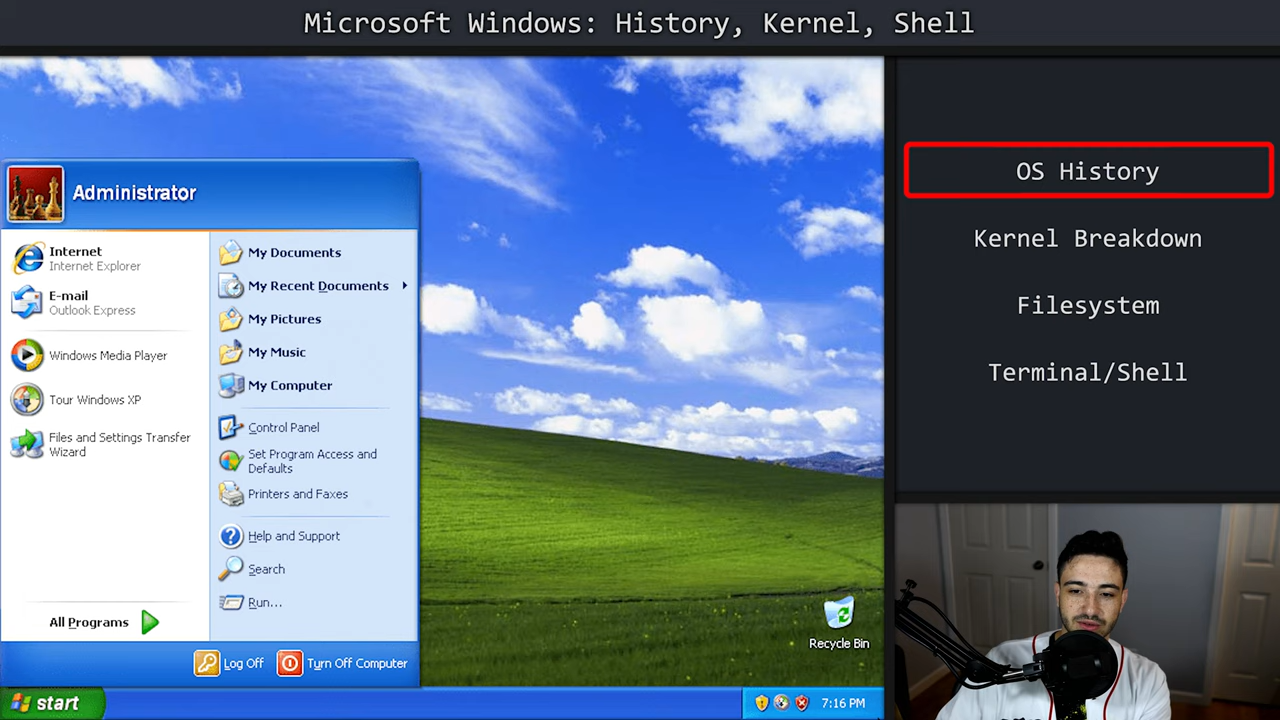 Microsoft Windows: History, Kernel, Shell
Administrator
Internet
Internet Explorer
E-mail
Outlook Express
Windows Media Player
Tour Windows XP
Files and Settings Transfer
Wizard
All Programs
My Documents
My Recent Documents
My Pictures
My Music
My Computer
Control Panel
Set Program Access and
Defaults
Printers and Faxes
Help and Support
Search
Run...
Log Off
Turn Off Computer
Recycle Bin
start
7:16 PM
OS History
Kernel Breakdown
Filesystem
Terminal/Shell